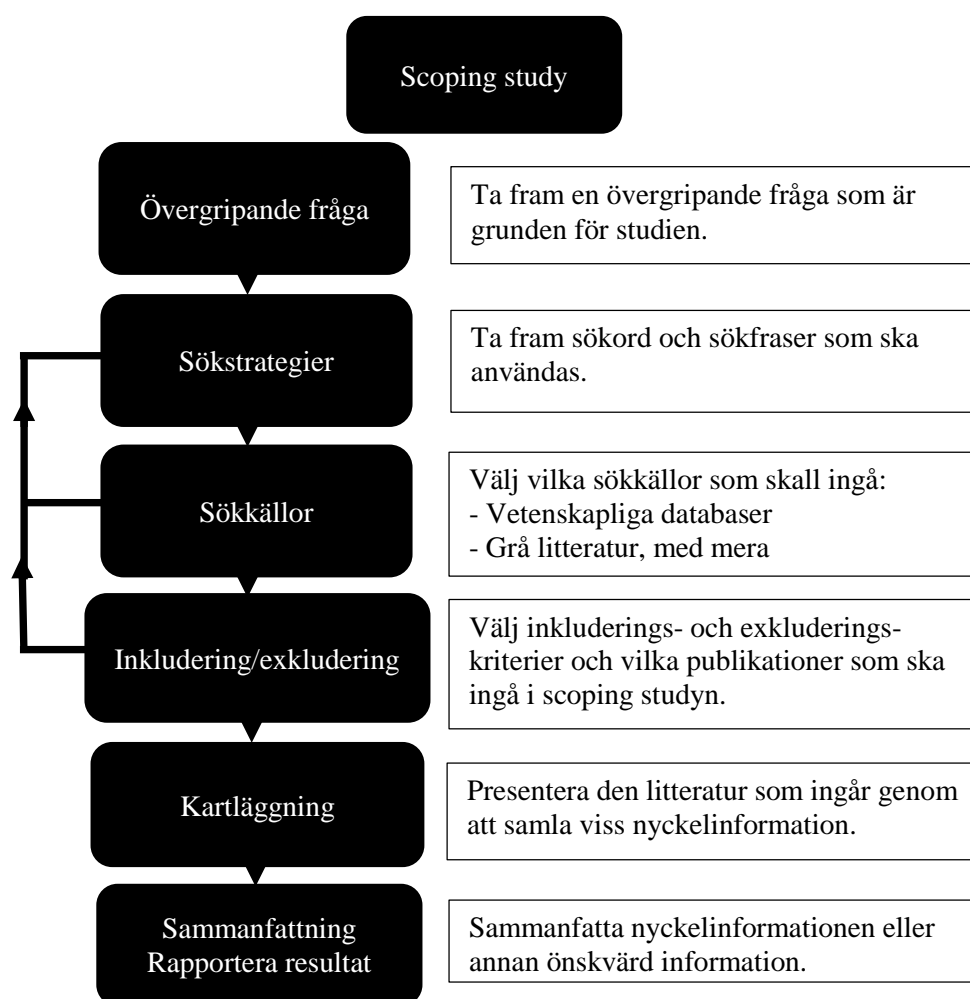 Scoping study
Övergripande fråga
Ta fram en övergripande fråga som är
grunden för studien.
Sökstrategier
Ta fram sökord och sökfraser som ska
användas.
Sökkällor
Välj vilka sökkällor som skall ingå:
- Vetenskapliga databaser
- Grå litteratur, med mera
Inkludering/exkludering
Välj inkluderings- och exkluderings-
kriterier och vilka publikationer som ska
ingå i scoping studyn.
Kartläggning
Presentera den litteratur som ingår genom
att samla viss nyckelinformation.
Sammanfattning
Rapportera resultat
Sammanfatta nyckelinformationen eller
annan önskvärd information.